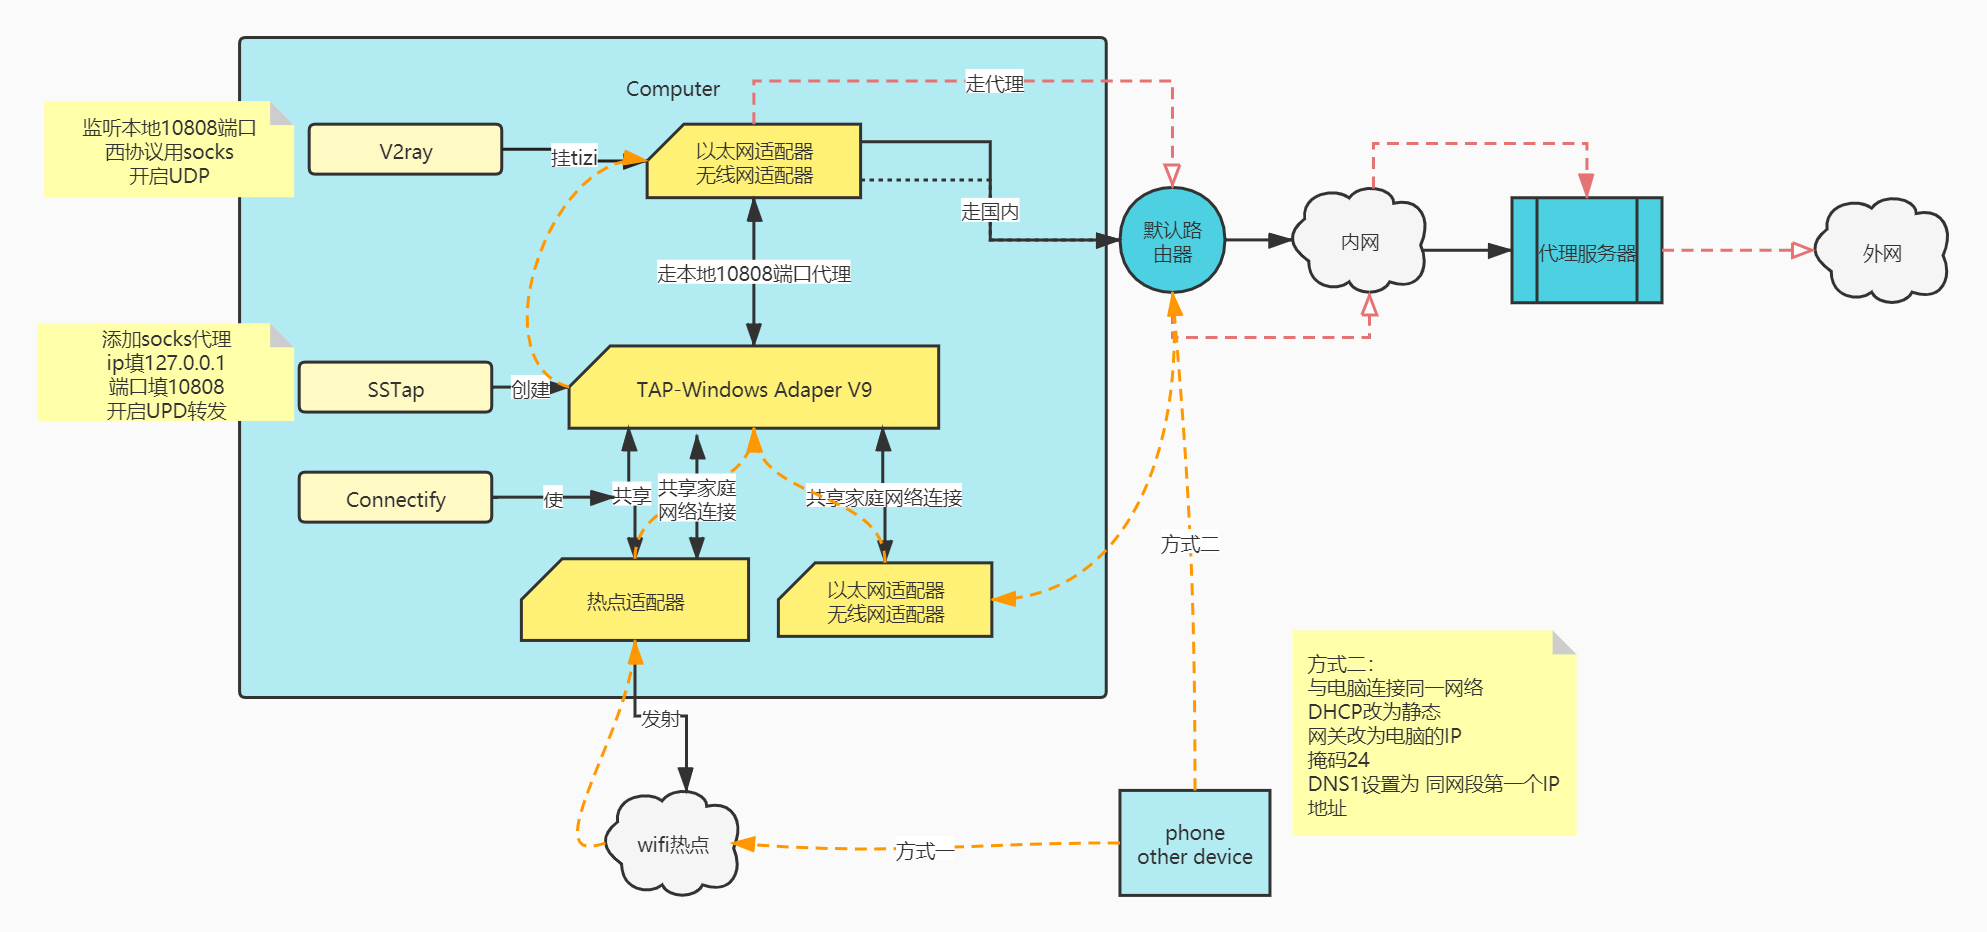 Computer
走代理
监听本地10808端口
西协议用socks
开启UDP
V2ray
挂tizi
以太网适配器
无线网适配器
走国内
默认路
由器
内网
代理服务器
外网
走本地10808端口代理
添加socks代理
ip填127.0.0.1
端口填10808
开启UPD转发
SSTap
创建
TAP-Windows Adaper V9
Connectify
使
共享
共享家庭
网络连接
共享家庭网络连接
方式二
热点适配器
以太网适配器
无线网适配器
发射
方式二：
与电脑连接同一网络
DHCP改为静态
网关改为电脑的IP
掩码24
DNS1设置为 同网段第一个IP
地址
wifi热点
方式一
phone
other device